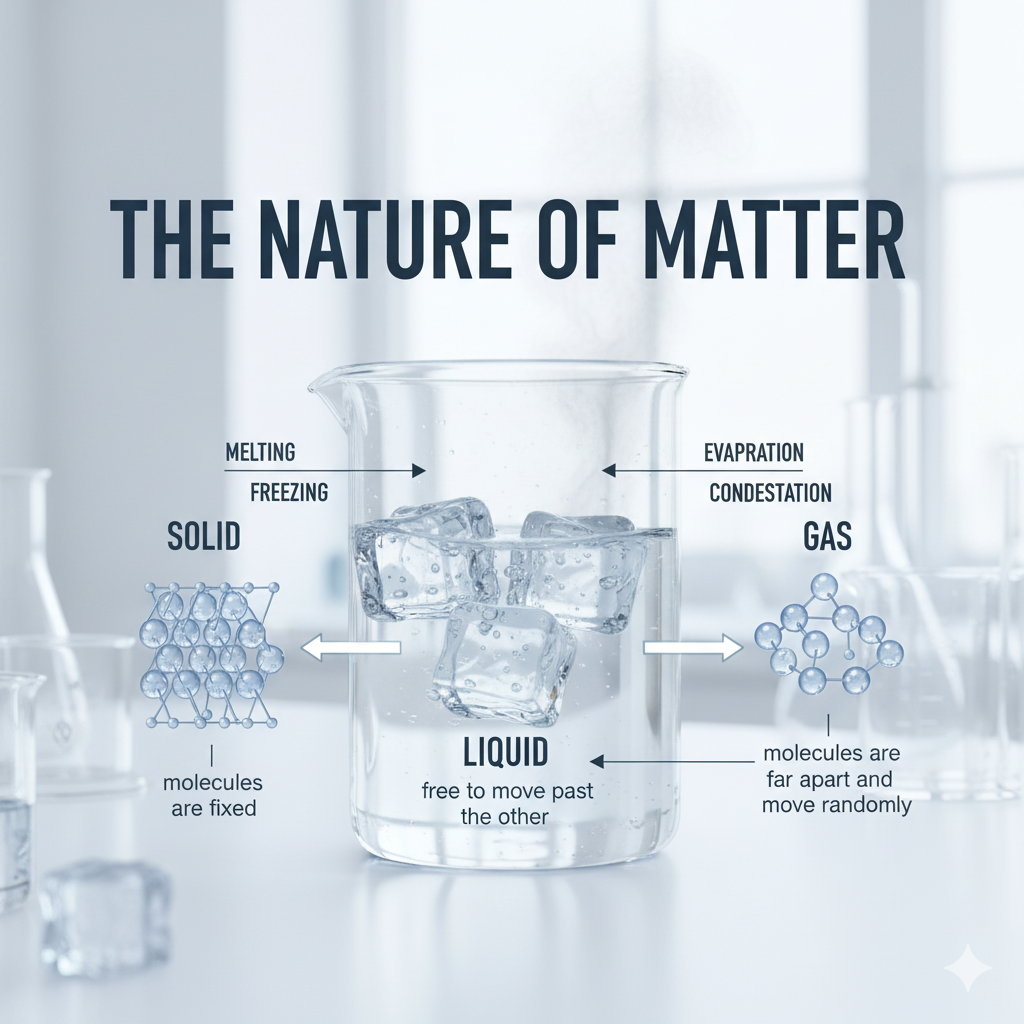 THE NATURE OF MATTER
MELTING
FREEZING
SOLID
molecules
are fixed
LIQUID
free to move past
the other
EVAPRATION
CONDESTATION
GAS
molecules are
far apart and
move randomly